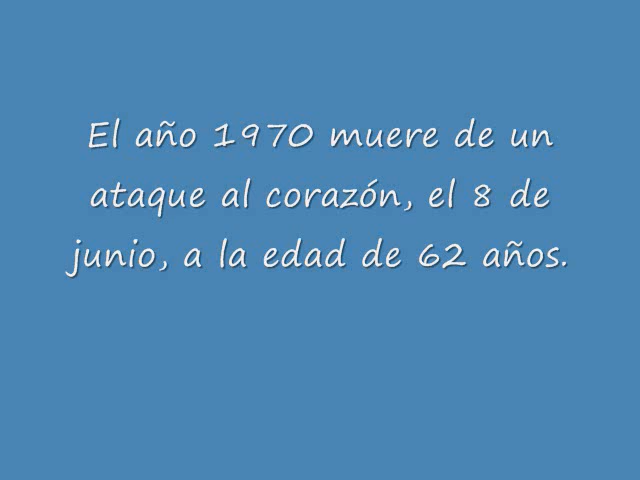 El año 1970 muere de un
ataque al corazón, el 8 de
junio, a la edad de 62 años.